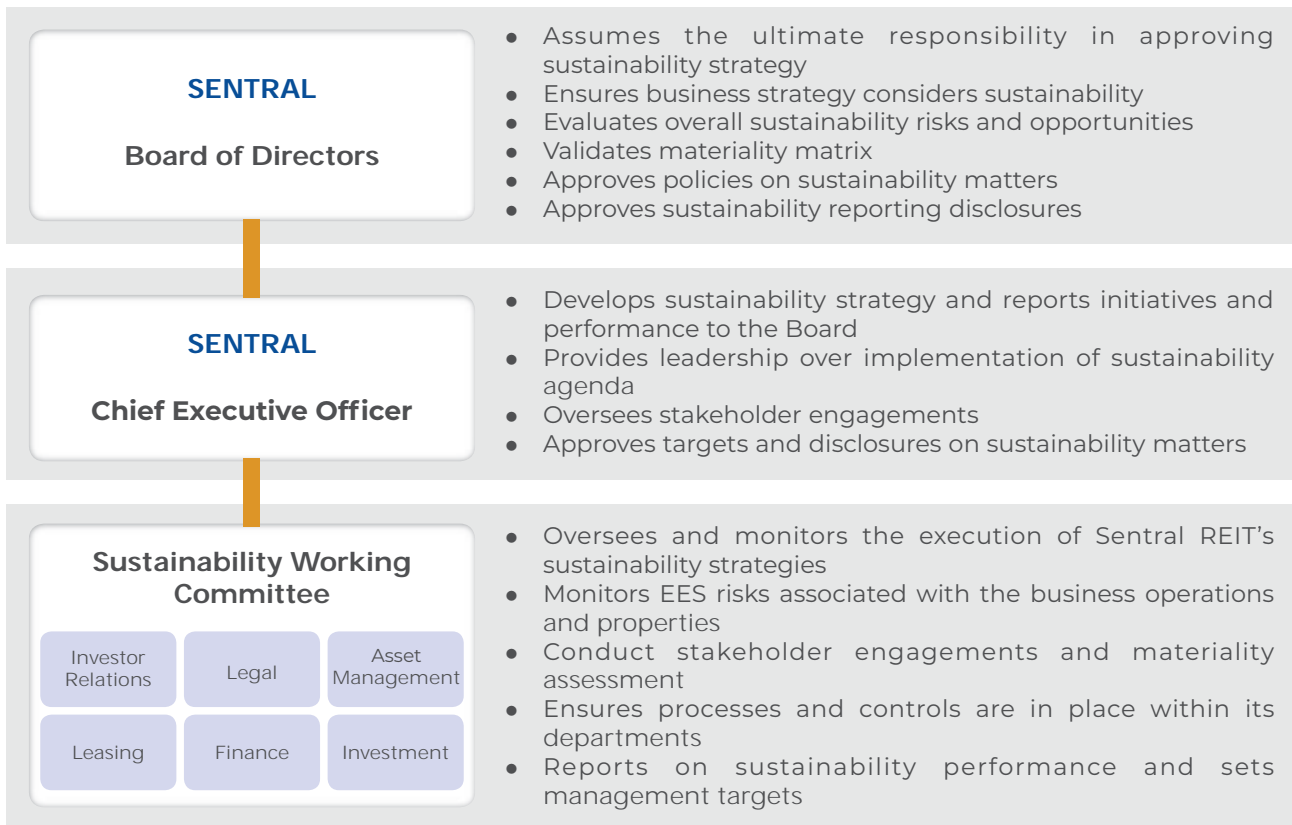 SENTRAL
Board of Directors
● Assumes the ultimate responsibility in approving
sustainability strategy
● Ensures business strategy considers sustainability
● Evaluates overall sustainability risks and opportunities
● Validates materiality matrix
● Approves policies on sustainability matters
● Approves sustainability reporting disclosures
SENTRAL
Chief Executive Officer
● Develops sustainability strategy and reports initiatives and
performance to the Board
● Provides leadership over implementation of sustainability
agenda
● Oversees stakeholder engagements
● Approves targets and disclosures on sustainability matters
Sustainability Working
Committee
Investor
Relations
Legal
Asset
Management
Leasing
Finance
Investment
● Oversees and monitors the execution of Sentral REIT’s
sustainability strategies
● Monitors EES risks associated with the business operations
and properties
● Conduct stakeholder engagements and materiality
assessment
● Ensures processes and controls are in place within its
departments
● Reports on sustainability performance and sets
management targets